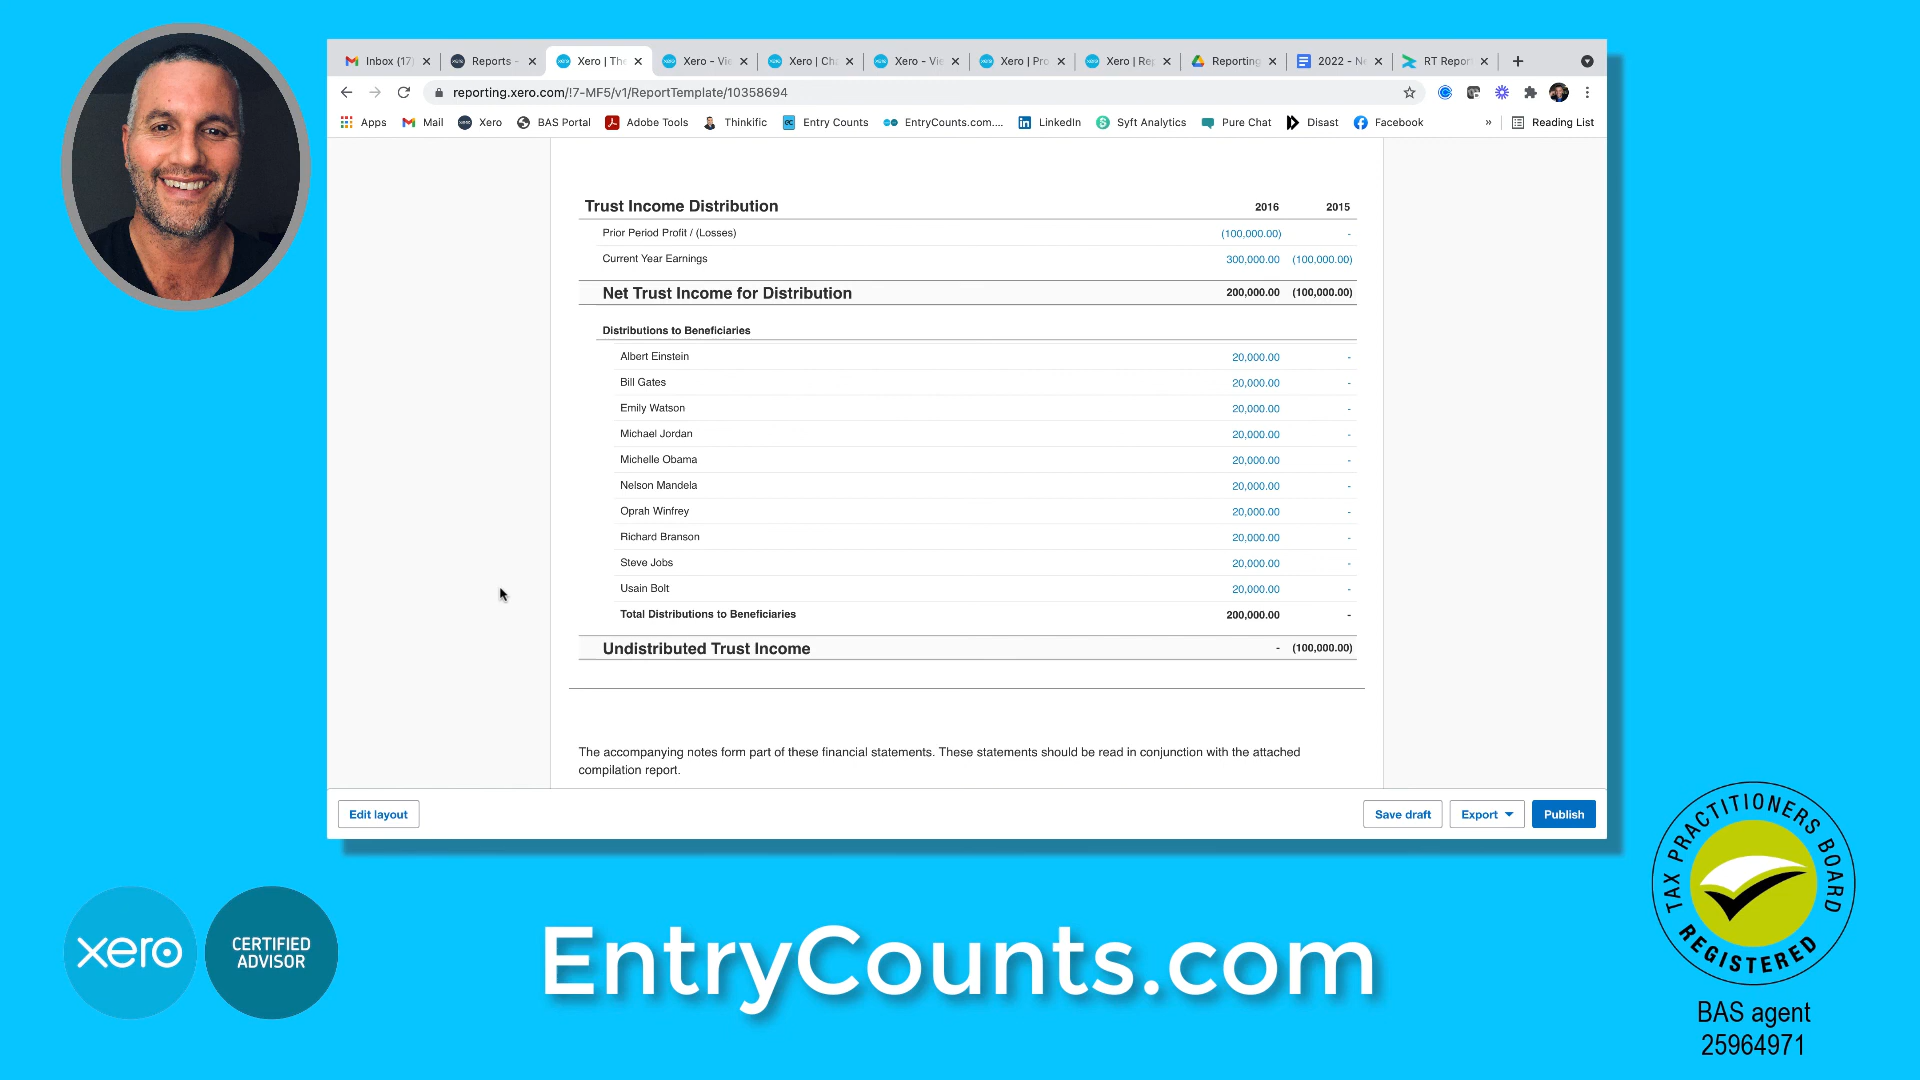 Inbox (17)
Reports -
Xero | The
Xero - Vie
Xero | Cha
Xero - Vie
Xero | Pro
Xero | Rep
Reporting
2022 - Ne
RT Report
reporting.xero.com/!7-MF5/v1/ReportTemplate/10358694
Apps
Mail
Xero
BAS Portal
Adobe Tools
Thinkific
Entry Counts
EntryCounts.com....
LinkedIn
Syft Analytics
Pure Chat
Disast
Facebook
»
Reading List
Trust Income Distribution 2016 2015
Prior Period Profit / (Losses) (100,000.00) -
Current Year Earnings 300,000.00 (100,000.00)
Net Trust Income for Distribution 200,000.00 (100,000.00)
Distributions to Beneficiaries
Albert Einstein 20,000.00 -
Bill Gates 20,000.00 -
Emily Watson 20,000.00 -
Michael Jordan 20,000.00 -
Michelle Obama 20,000.00 -
Nelson Mandela 20,000.00 -
Oprah Winfrey 20,000.00 -
Richard Branson 20,000.00 -
Steve Jobs 20,000.00 -
Usain Bolt 20,000.00 -
Total Distributions to Beneficiaries 200,000.00 -
Undistributed Trust Income - (100,000.00)
The accompanying notes form part of these financial statements. These statements should be read in conjunction with the attached
compilation report.
Edit layout
Save draft
Export
Publish
xero
CERTIFIED
ADVISOR
EntryCounts.com
TAX PRACTITIONERS BOARD
REGISTERED
BAS agent
25964971